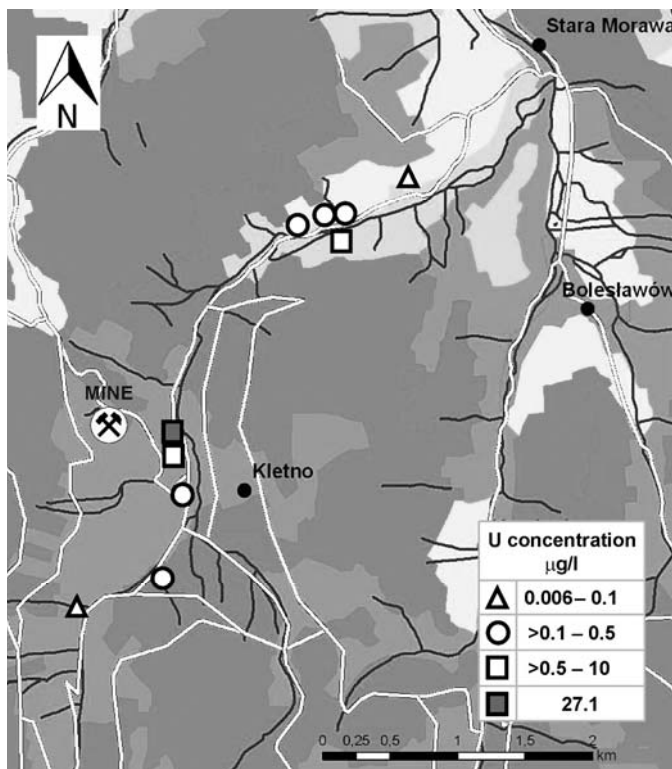 Stara Morawa
N
Bolesławów
MINE
Kletno
U concentration
µg/l
0.006 – 0.1
>0.1 – 0.5
>0.5 – 10
27.1
0 0,25 0,5 1 1,5 2
km